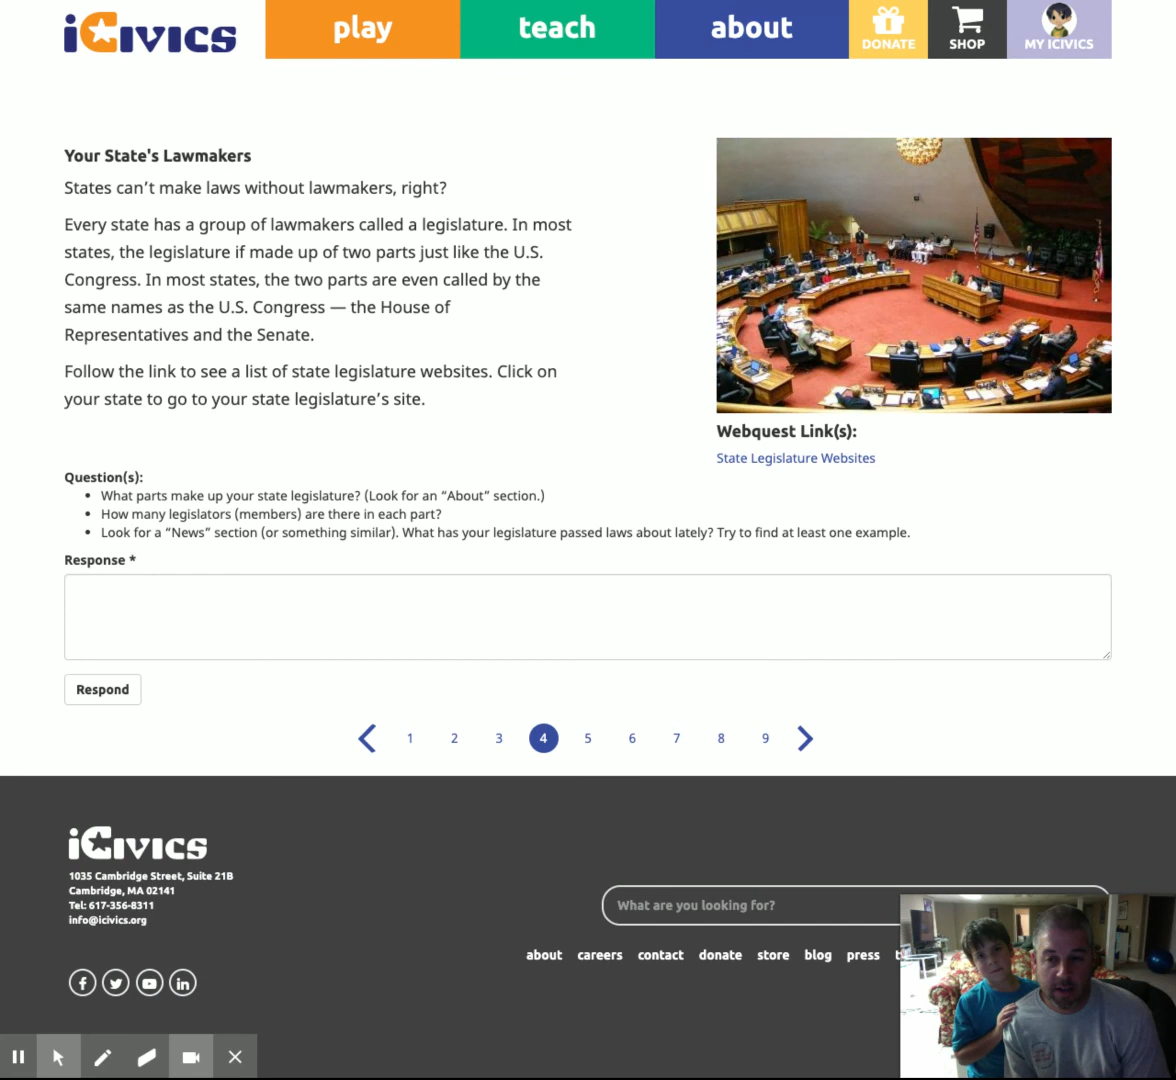 iCivics
play
teach
about
DONATE
SHOP
MY ICIVICS
Your State's Lawmakers
States can’t make laws without lawmakers, right?
Every state has a group of lawmakers called a legislature. In most
states, the legislature if made up of two parts just like the U.S.
Congress. In most states, the two parts are even called by the
same names as the U.S. Congress — the House of
Representatives and the Senate.
Follow the link to see a list of state legislature websites. Click on
your state to go to your state legislature’s site.
Webquest Link(s):
State Legislature Websites
Question(s):
• What parts make up your state legislature? (Look for an “About” section.)
• How many legislators (members) are there in each part?
• Look for a “News” section (or something similar). What has your legislature passed laws about lately? Try to find at least one example.
Response *
Respond
1 2 3 4 5 6 7 8 9
iCivics
1035 Cambridge Street, Suite 21B
Cambridge, MA 02141
Tel: 617-356-8311
info@icivics.org
What are you looking for?
about careers contact donate store blog press